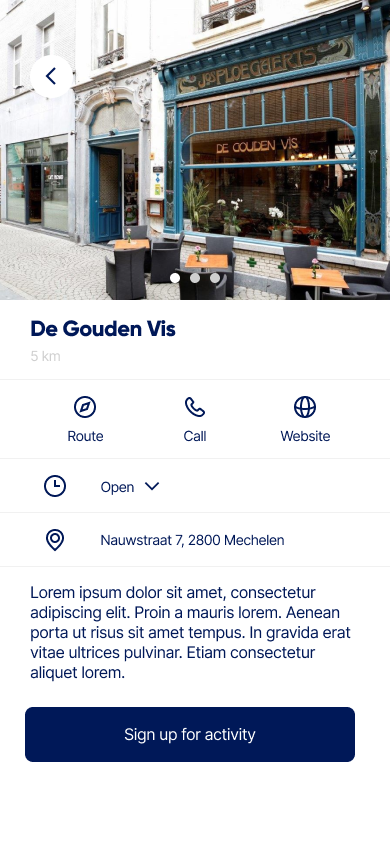 JOS PLOEGAERTS
DE GOUDEN VIS
De Gouden Vis
5 km
Route
Call
Website
Open
Nauwstraat 7, 2800 Mechelen
Lorem ipsum dolor sit amet, consectetur
adipiscing elit. Proin a mauris lorem. Aenean
porta ut risus sit amet tempus. In gravida erat
vitae ultrices pulvinar. Etiam consectetur
aliquet lorem.
Sign up for activity